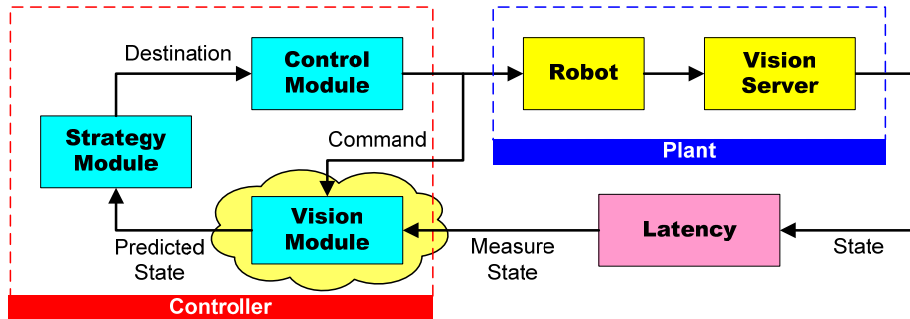 Destination
Control
Module
Strategy
Module
Command
Vision
Module
Predicted
State
Controller
Robot
Vision
Server
Plant
Measure
State
Latency
State